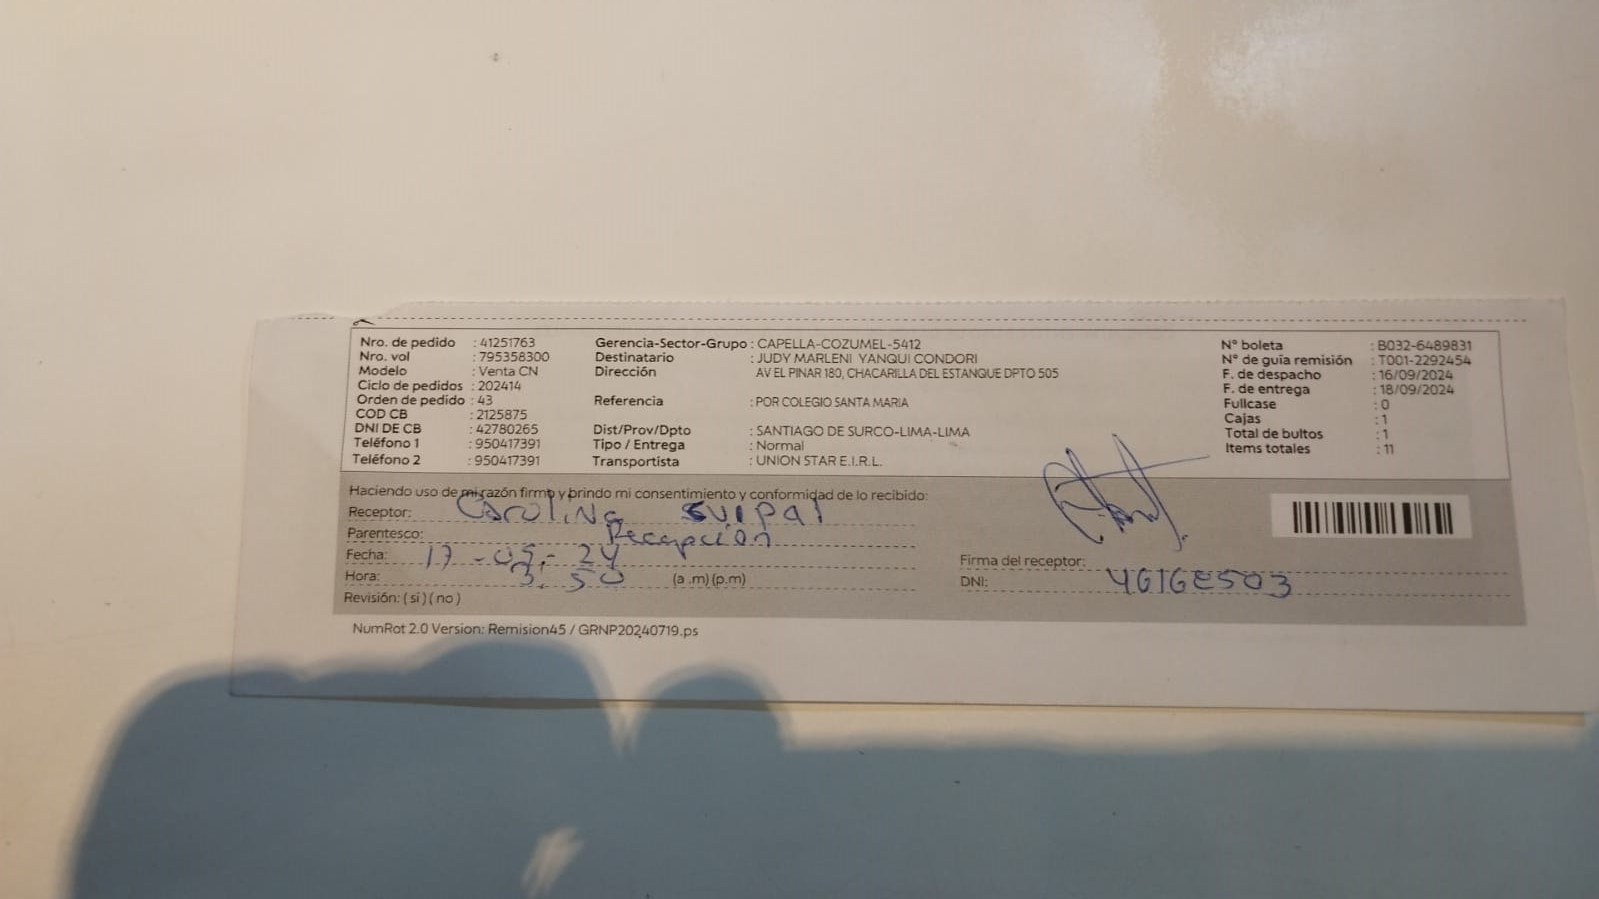 Nro. de pedido : 41251763
Nro. vol : 795358300
Modelo : Venta CN
Ciclo de pedidos : 202414
Orden de pedido : 43
COD CB : 2125875
DNI DE CB : 42780265
Teléfono 1 : 950417391
Teléfono 2 : 950417391
Gerencia-Sector-Grupo : CAPELLA-COZUMEL-5412
Destinatario : JUDY MARLENI YANQUI CONDORI
Dirección AV EL PINAR 180, CHACARILLA DEL ESTANQUE DPTO 505
Referencia : POR COLEGIO SANTA MARIA
Dist/Prov/Dpto : SANTIAGO DE SURCO-LIMA-LIMA
Tipo / Entrega : Normal
Transportista : UNION STAR E.I.R.L.
N° boleta : B032-6489831
N° de guía remisión : T001-2292454
F. de despacho : 16/09/2024
F. de entrega : 18/09/2024
Fullcase : 0
Cajas : 1
Total de bultos : 1
Items totales : 11
Haciendo uso de mi razón firmo y brindo mi consentimiento y conformidad de lo recibido:
Receptor: Carolina
Parentesco: Recepción
Fecha: 17-09-24
Hora: 3.50 (a .m) (p.m)
Revisión: ( si ) ( no )
Firma del receptor:
DNI:
NumRot 2.0 Version: Remision45 / GRNP20240719.ps